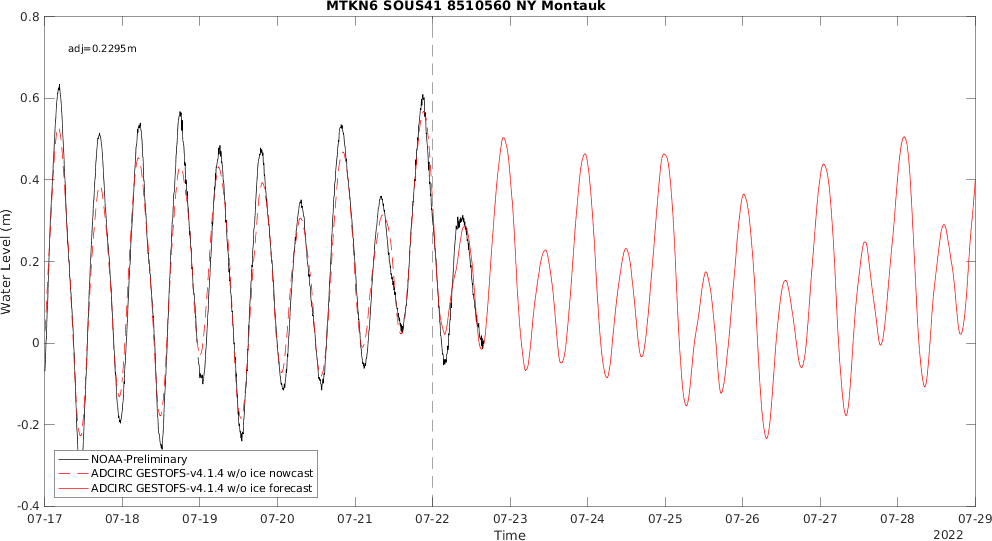 MTKN6 SOUS41 8510560 NY Montauk
adj=0.2295m
Water Level (m)
0.8
0.6
0.4
0.2
0
-0.2
-0.4
NOAA-Preliminary
ADCIRC GESTOFS-v4.1.4 w/o ice nowcast
ADCIRC GESTOFS-v4.1.4 w/o ice forecast
07-17 07-18 07-19 07-20 07-21 07-22 07-23 07-24 07-25 07-26 07-27 07-28 07-29
Time
2022